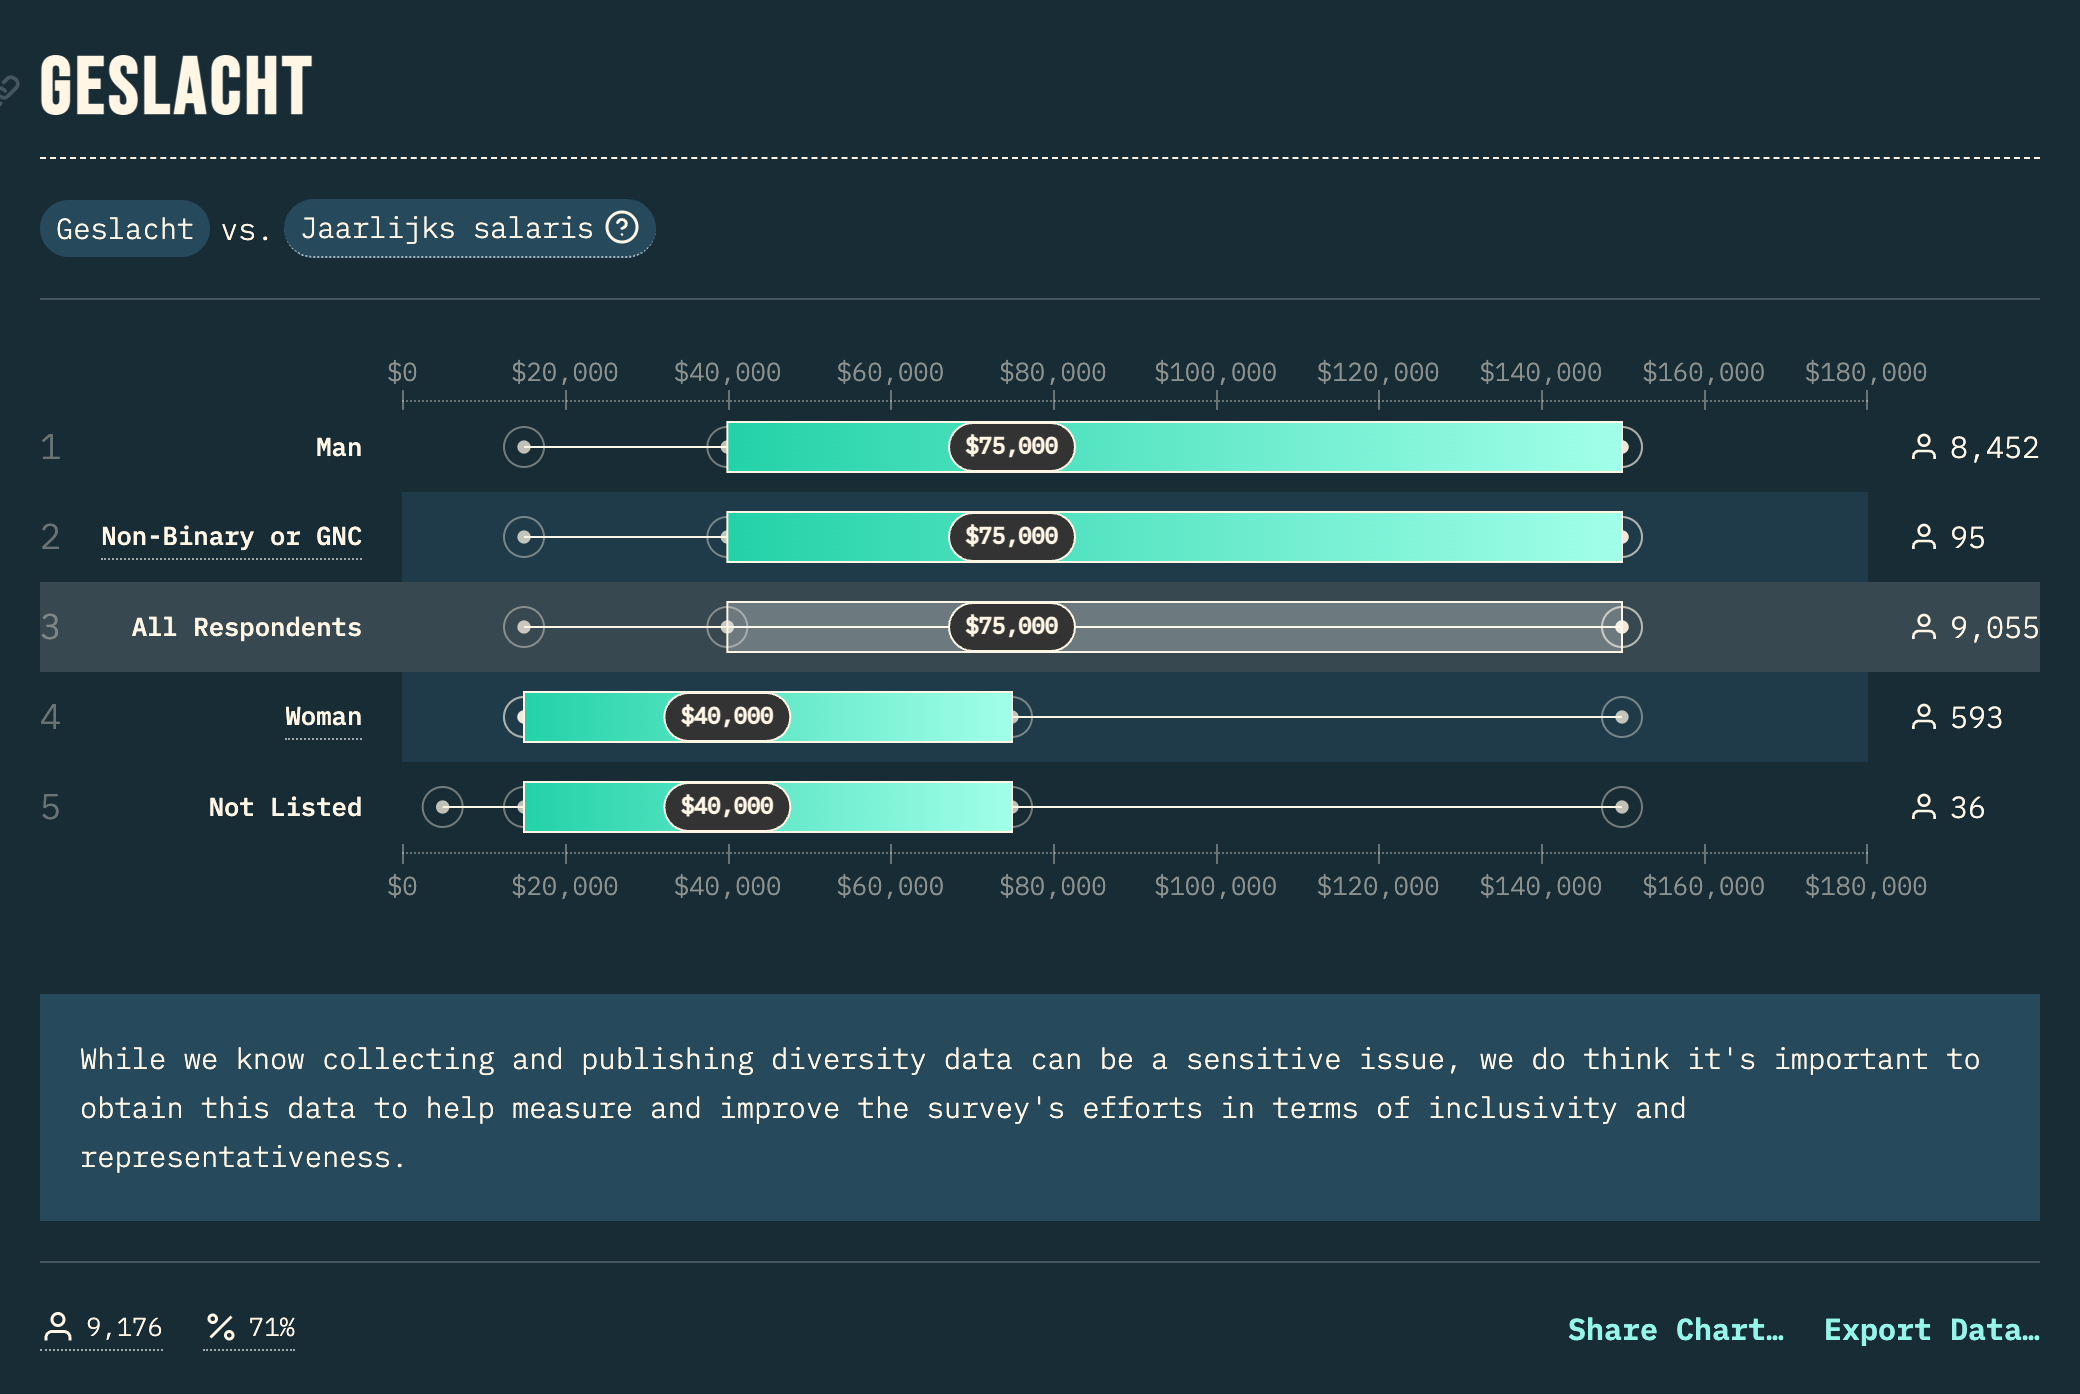 GESLACHT
Geslacht vs. Jaarlijks salaris ?
$0 $20,000 $40,000 $60,000 $80,000 $100,000 $120,000 $140,000 $160,000 $180,000
1 Man $75,000 8,452
2 Non-Binary or GNC $75,000 95
3 All Respondents $75,000 9,055
4 Woman $40,000 593
5 Not Listed $40,000 36
$0 $20,000 $40,000 $60,000 $80,000 $100,000 $120,000 $140,000 $160,000 $180,000
While we know collecting and publishing diversity data can be a sensitive issue, we do think it's important to
obtain this data to help measure and improve the survey's efforts in terms of inclusivity and
representativeness.
9,176 % 71% Share Chart… Export Data…